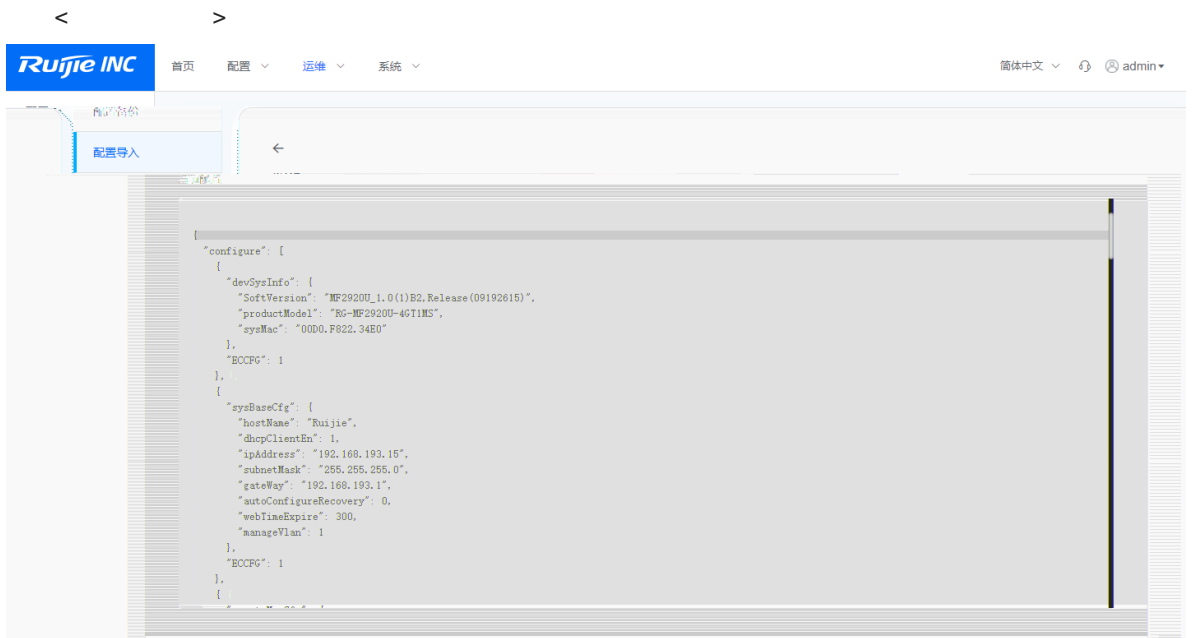 < >
Ruijie INC 首页 配置 运维 系统 简体中文 admin
配置导入
[
"configure": [
{
"devSysInfo": {
"SoftVersion": "MF2920U_1.0(1)B2,Release(09192615)",
"productModel": "RG-MF2920U-4GT1MS",
"sysMac": "00D0.F822.34E0"
},
"ECCFG": 1
},
{
"sysBaseCfg": {
"hostName": "Ruijie",
"dhcpClientEn": 1,
"ipAddress": "192.168.193.15",
"subnetMask": "255.255.255.0",
"gateWay": "192.168.193.1",
"autoConfigureRecovery": 0,
"webTimeExpire": 300,
"manageVlan": 1
},
"ECCFG": 1
},
{